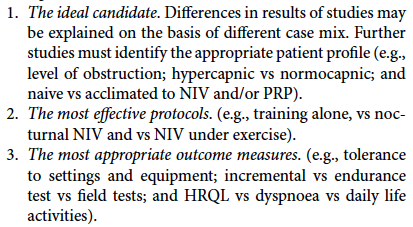 1. The ideal candidate. Differences in results of studies may
be explained on the basis of different case mix. Further
studies must identify the appropriate patient profile (e.g.,
level of obstruction; hypercapnic vs normocapnic; and
naive vs acclimated to NIV and/or PRP).
2. The most effective protocols. (e.g., training alone, vs noc-
turnal NIV and vs NIV under exercise).
3. The most appropriate outcome measures. (e.g., tolerance
to settings and equipment; incremental vs endurance
test vs field tests; and HRQL vs dyspnoea vs daily life
activities).